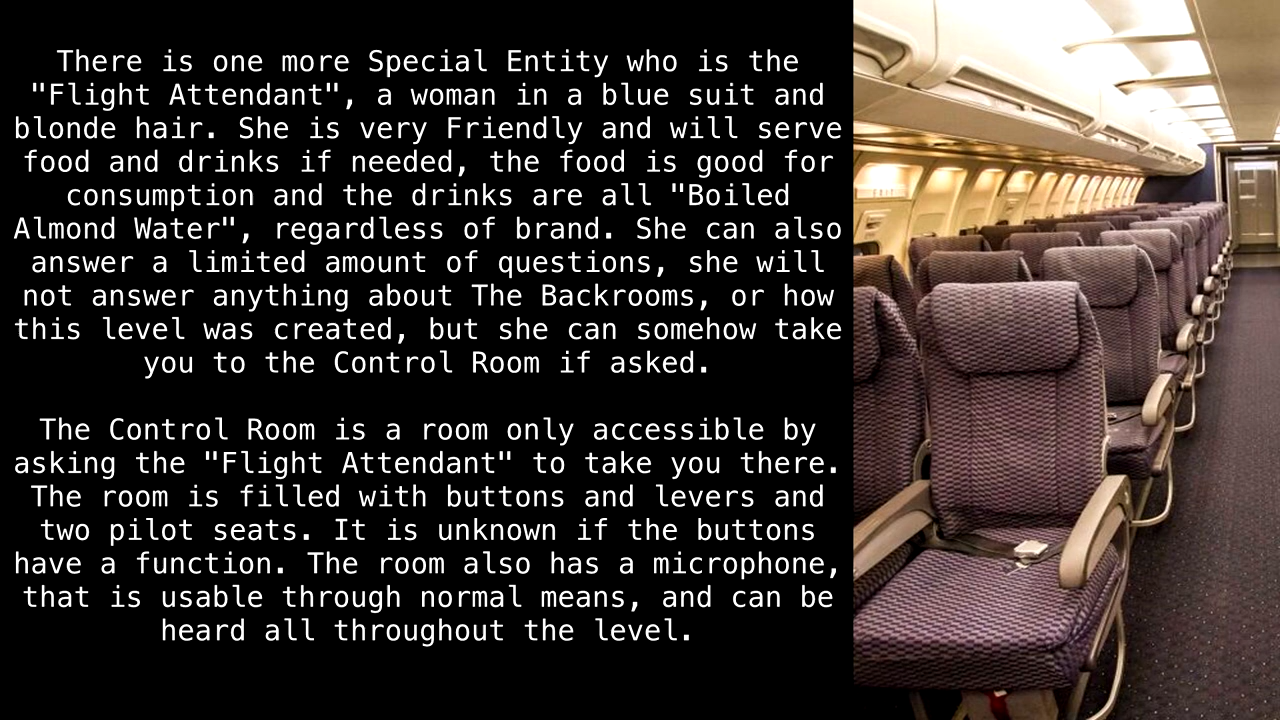 There is one more Special Entity who is the
"Flight Attendant", a woman in a blue suit and
blonde hair. She is very Friendly and will serve
food and drinks if needed, the food is good for
consumption and the drinks are all "Boiled
Almond Water", regardless of brand. She can also
answer a limited amount of questions, she will
not answer anything about The Backrooms, or how
this level was created, but she can somehow take
you to the Control Room if asked.
The Control Room is a room only accessible by
asking the "Flight Attendant" to take you there.
The room is filled with buttons and levers and
two pilot seats. It is unknown if the buttons
have a function. The room also has a microphone,
that is usable through normal means, and can be
heard all throughout the level.